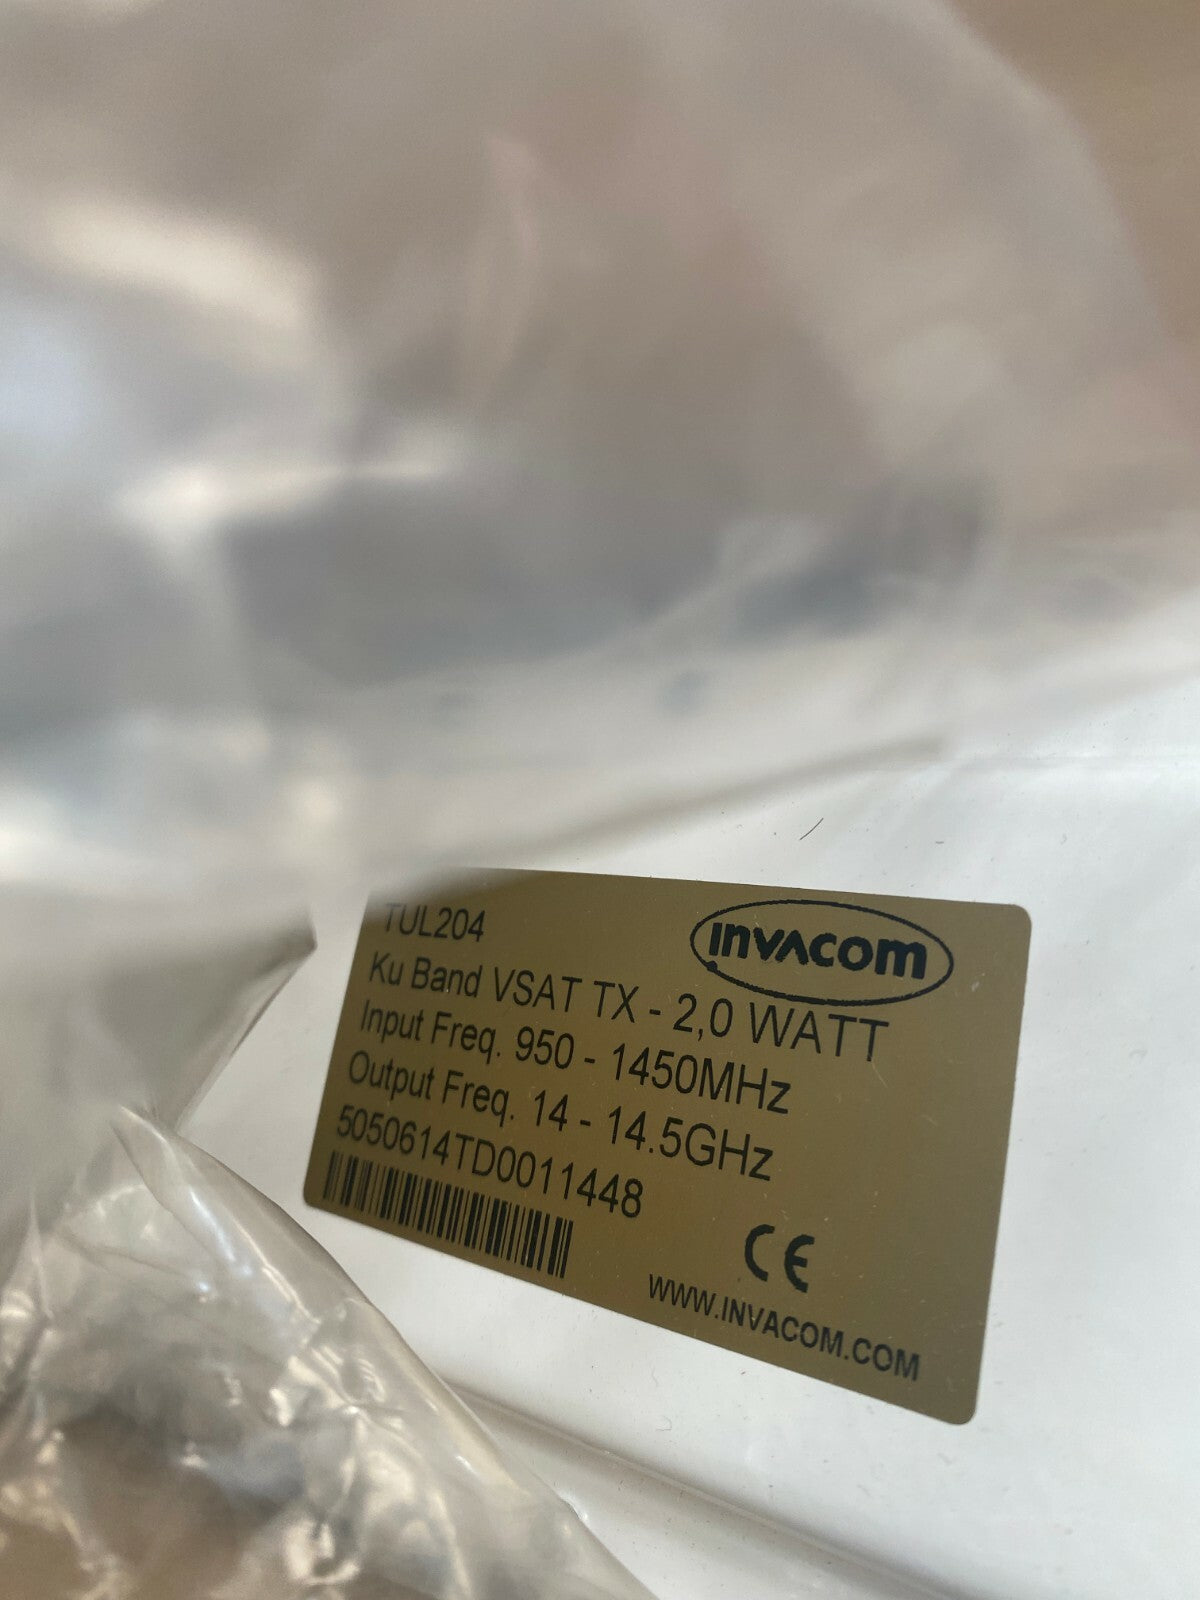 TUL204
invacom
Ku Band VSAT TX - 2,0 WATT
Input Freq. 950 - 1450MHz
Output Freq. 14 - 14.5GHz
5050614TD0011448
CE
WWW.INVACOM.COM